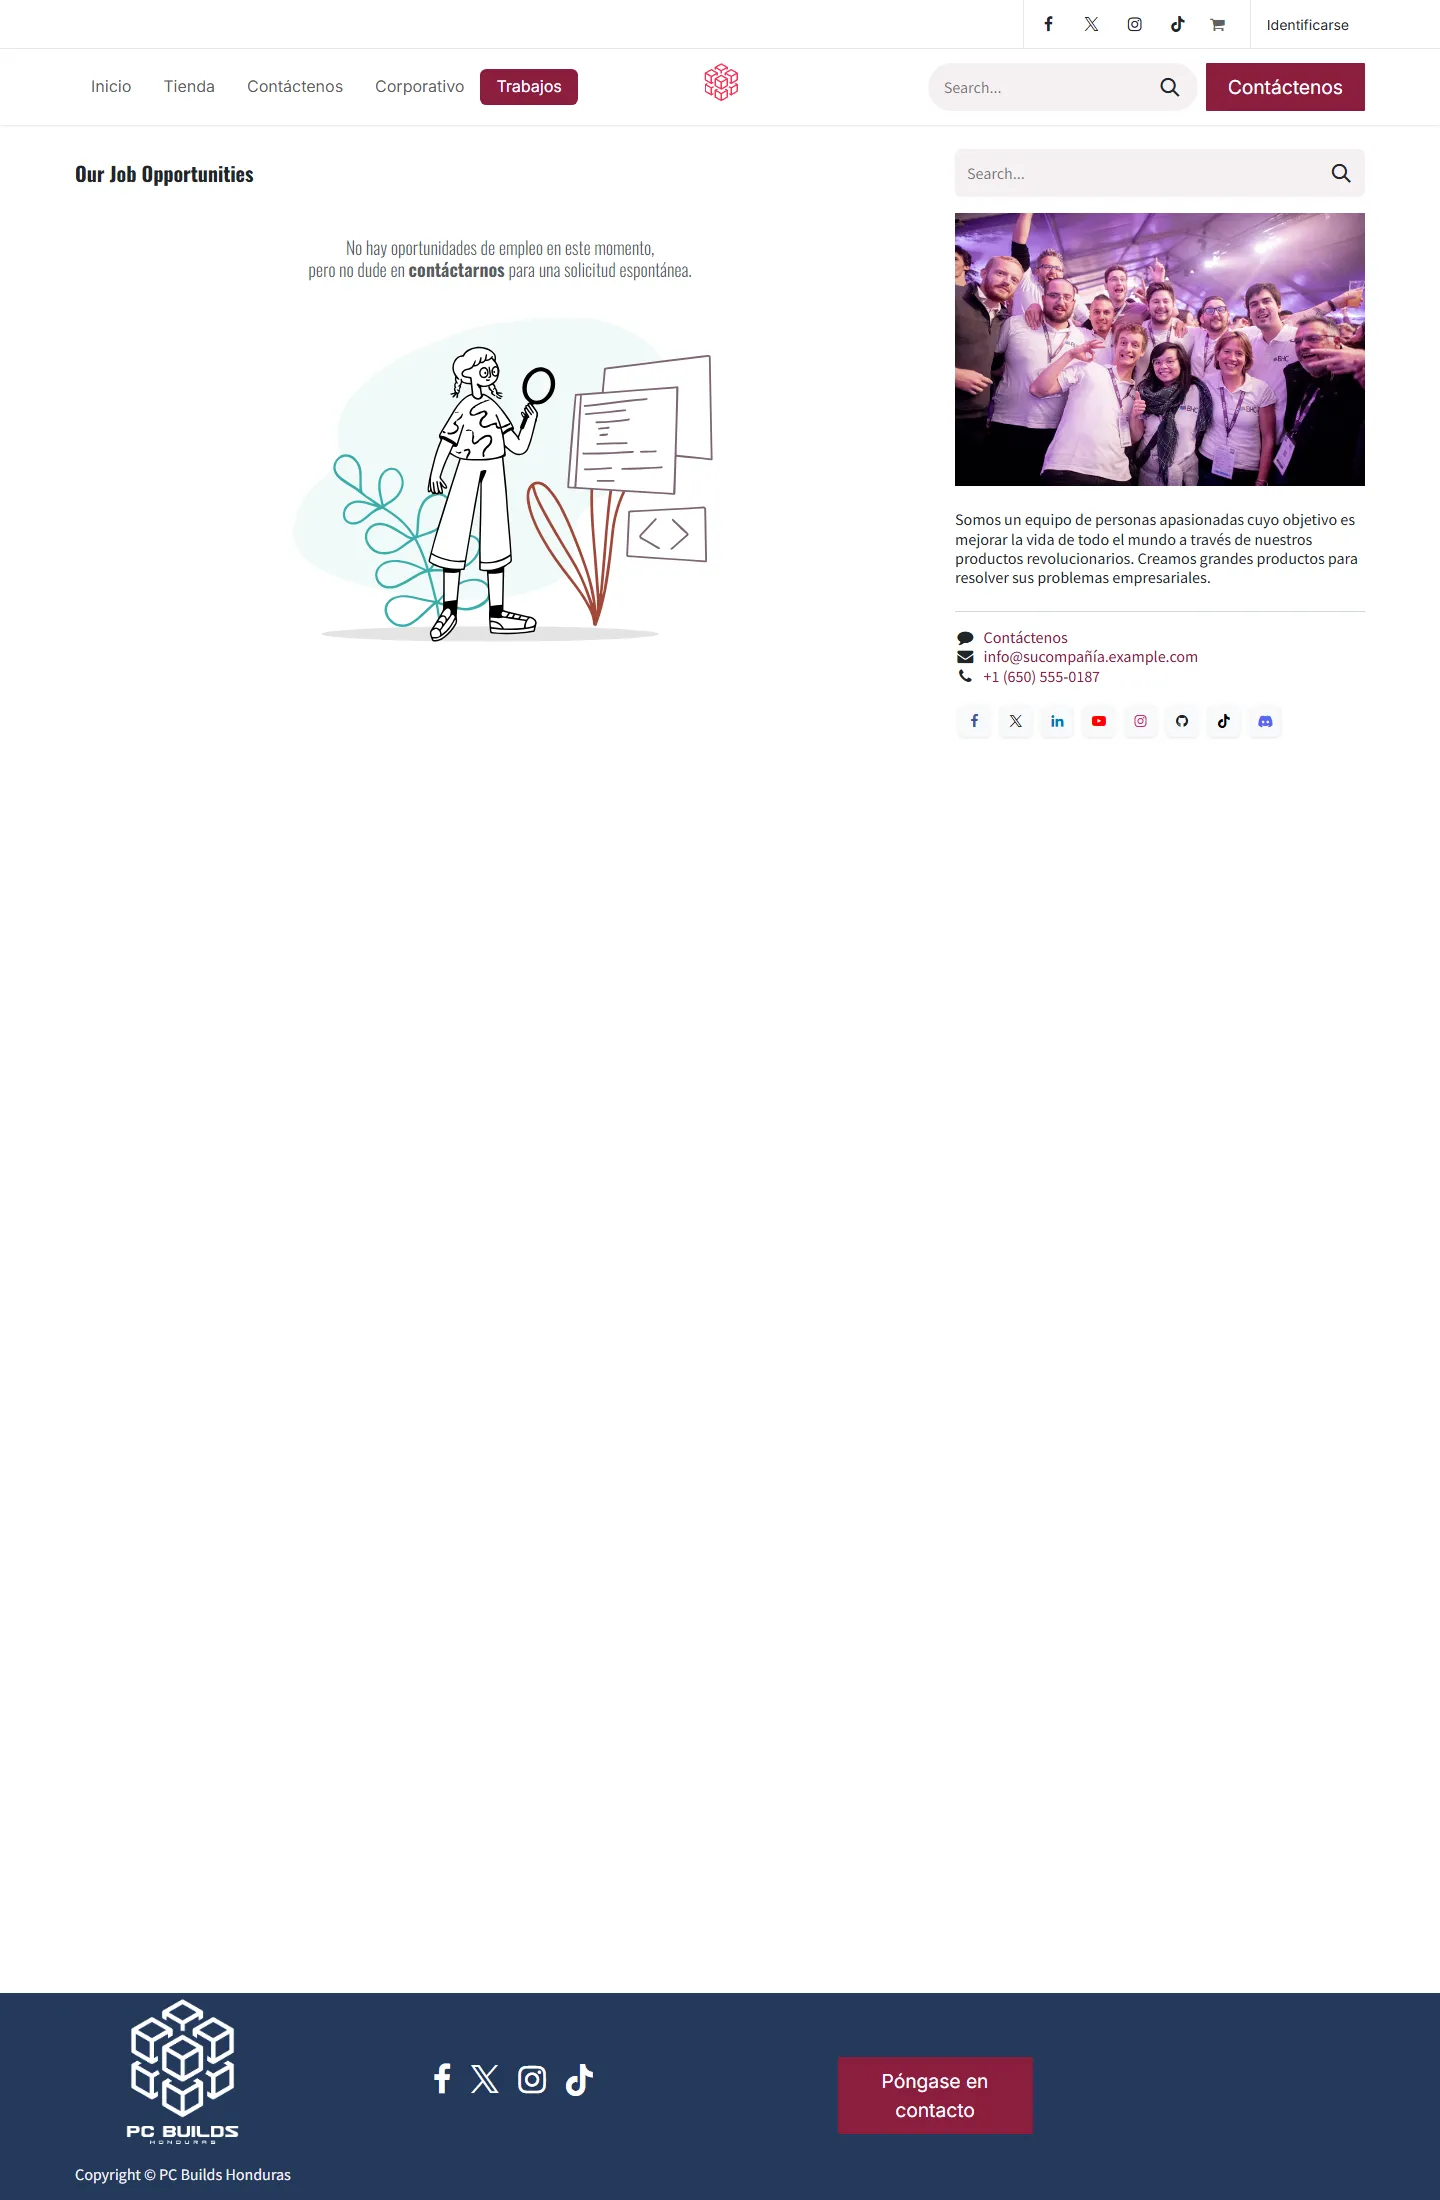 Identificarse
Inicio
Tienda
Contáctenos
Corporativo
Trabajos
Search...
Contáctenos
Our Job Opportunities
Search...
No hay oportunidades de empleo en este momento,
pero no dude en contáctarnos para una solicitud espontánea.
Somos un equipo de personas apasionadas cuyo objetivo es
mejorar la vida de todo el mundo a través de nuestros
productos revolucionarios. Creamos grandes productos para
resolver sus problemas empresariales.
Contáctenos
info@sucompañía.example.com
+1 (650) 555-0187
PC BUILDS
HONDURAS
Póngase en
contacto
Copyright © PC Builds Honduras